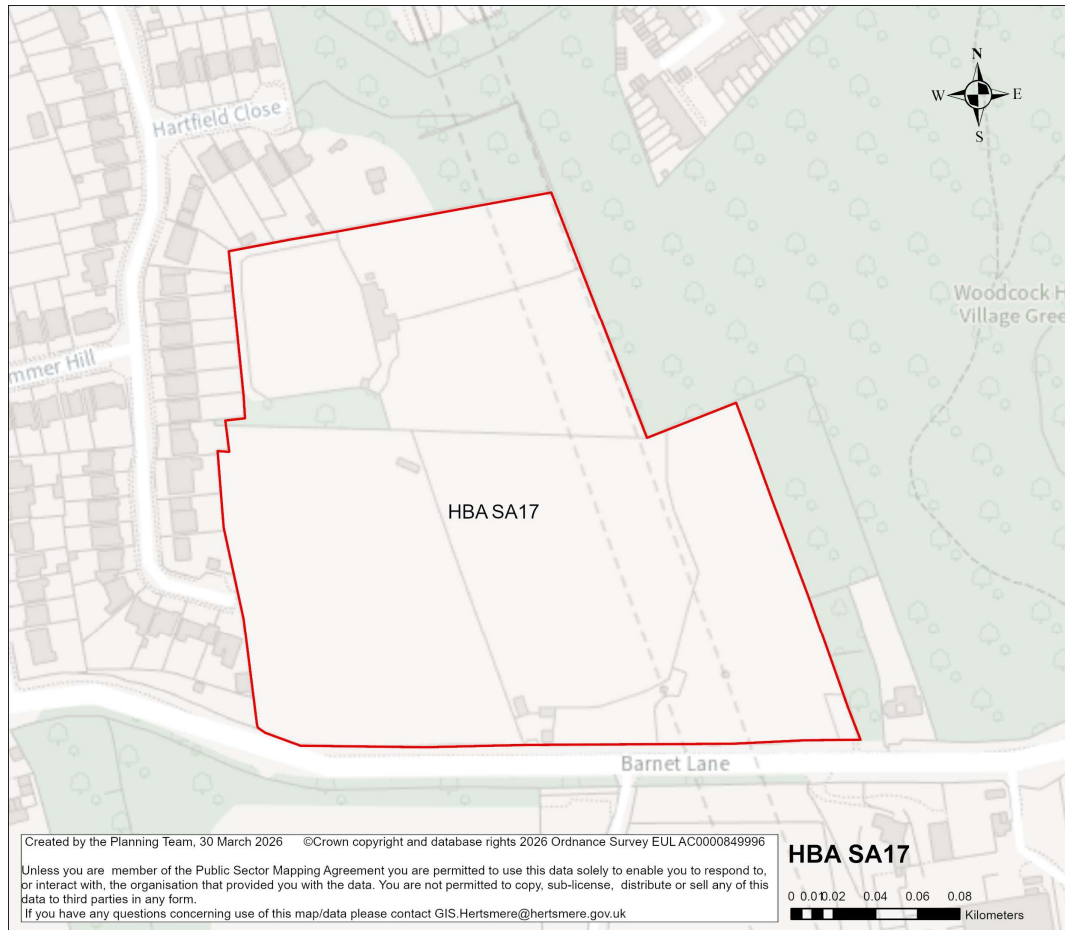 N
W E
S
Hartfield Close
Woodcock H
Village Gree
mmer Hill
HBA SA17
Barnet Lane
Created by the Planning Team, 30 March 2026 ©Crown copyright and database rights 2026 Ordnance Survey EUL AC0000849996
Unless you are member of the Public Sector Mapping Agreement you are permitted to use this data solely to enable you to respond to,
or interact with, the organisation that provided you with the data. You are not permitted to copy, sub-license, distribute or sell any of this
data to third parties in any form.
If you have any questions concerning use of this map/data please contact GIS.Hertsmere@hertsmere.gov.uk
HBA SA17
0 0.01 0.02 0.04 0.06 0.08
Kilometers